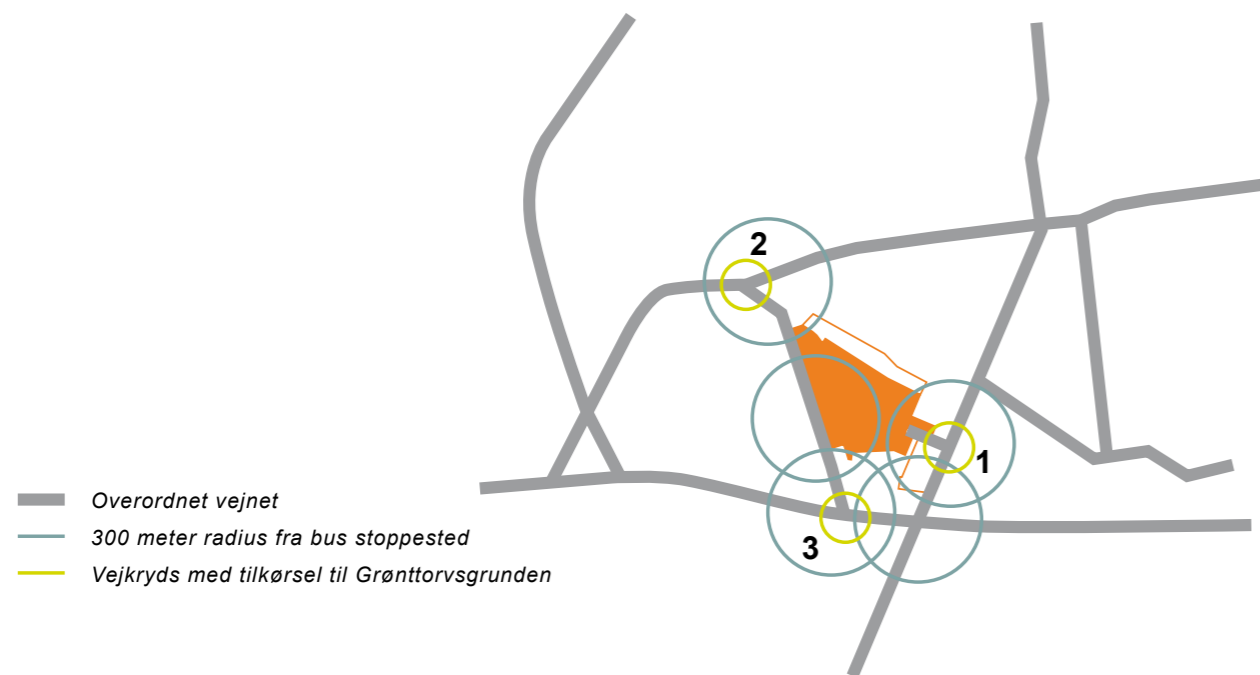 2
1
3
Overordnet vejnet
300 meter radius fra bus stoppested
Vejkryds med tilkørsel til Grønttorvsgrunden